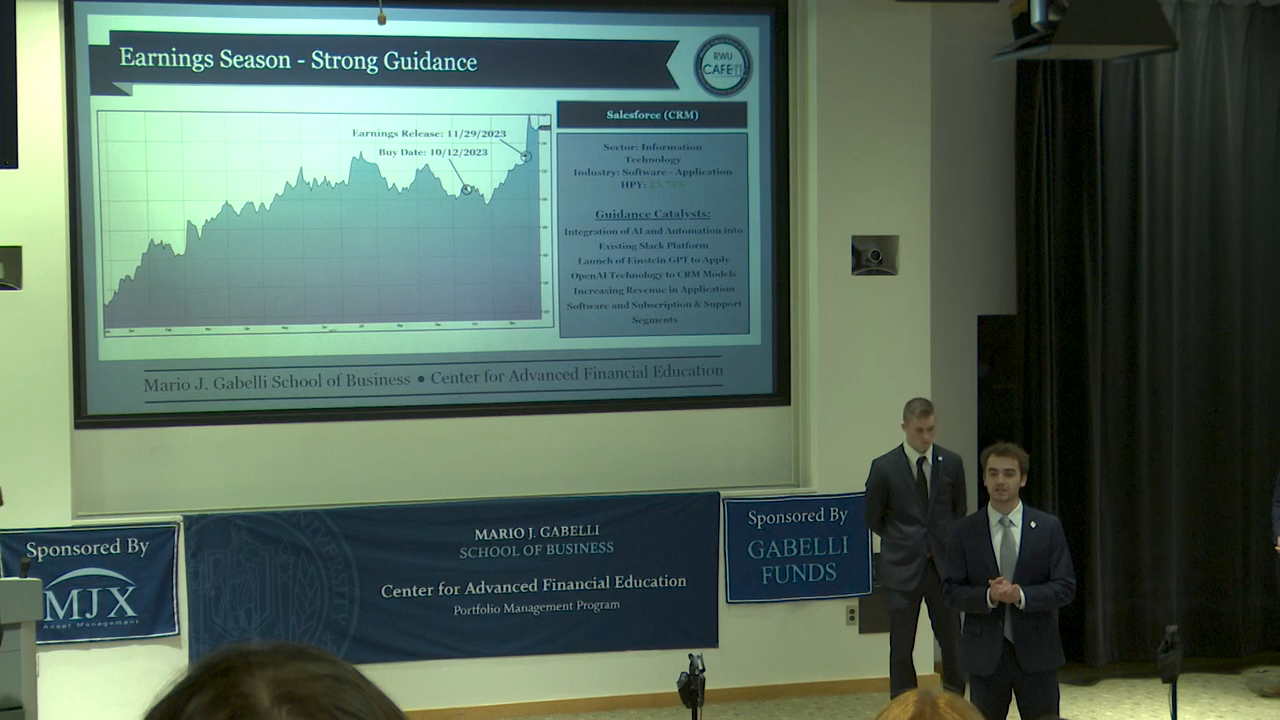 Earnings Season - Strong Guidance
RWU
CAFE
Earnings Release: 11/29/2023
Buy Date: 10/12/2023
Salesforce (CRM)
Sector: Information
Technology
Industry: Software - Application
HPY:
Guidance Catalysts:
Integration of AI and Automation into
Existing Slack Platform
Launch of Einstein GPT to Apply
OpenAI Technology to CRM Models
Increasing Revenue in Application
Software and Subscription & Support
Segments
Mario J. Gabelli School of Business • Center for Advanced Financial Education
Sponsored By
MJX
Asset Management
MARIO J. GABELLI
SCHOOL OF BUSINESS
Center for Advanced Financial Education
Portfolio Management Program
Sponsored By
GABELLI
FUNDS